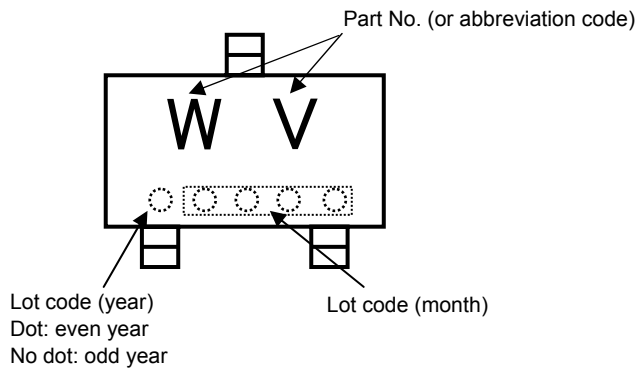 Part No. (or abbreviation code)
W V
Lot code (year)
Dot: even year
No dot: odd year
Lot code (month)